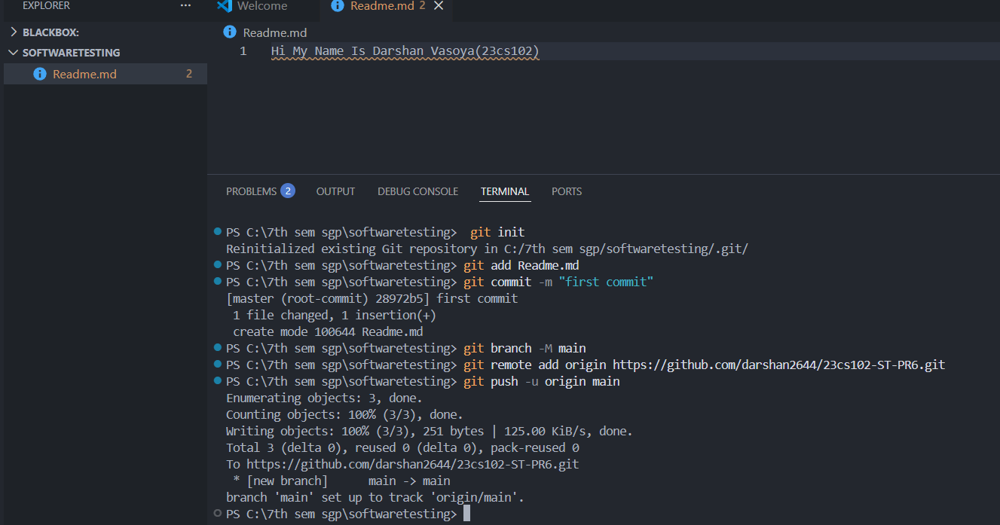 EXPLORER ···
Welcome
Readme.md 2
BLACKBOX:
SOFTWARETESTING
Readme.md 2
Readme.md
1 Hi My Name Is Darshan Vasoya(23cs102)
PROBLEMS 2 OUTPUT DEBUG CONSOLE TERMINAL PORTS
PS C:\7th sem sgp\softwaretesting>  git init
Reinitialized existing Git repository in C:/7th sem sgp/softwaretesting/.git/
PS C:\7th sem sgp\softwaretesting> git add Readme.md
PS C:\7th sem sgp\softwaretesting> git commit -m "first commit"
[master (root-commit) 28972b5] first commit
 1 file changed, 1 insertion(+)
 create mode 100644 Readme.md
PS C:\7th sem sgp\softwaretesting> git branch -M main
PS C:\7th sem sgp\softwaretesting> git remote add origin https://github.com/darshan2644/23cs102-ST-PR6.git
PS C:\7th sem sgp\softwaretesting> git push -u origin main
Enumerating objects: 3, done.
Counting objects: 100% (3/3), done.
Writing objects: 100% (3/3), 251 bytes | 125.00 KiB/s, done.
Total 3 (delta 0), reused 0 (delta 0), pack-reused 0
To https://github.com/darshan2644/23cs102-ST-PR6.git
 * [new branch]      main -> main
branch 'main' set up to track 'origin/main'.
PS C:\7th sem sgp\softwaretesting>